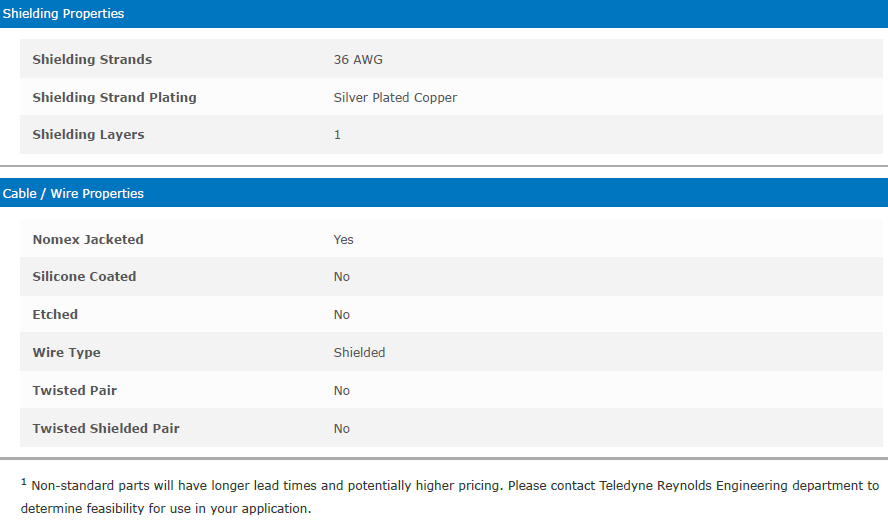 Shielding Properties
Shielding Strands 36 AWG
Shielding Strand Plating Silver Plated Copper
Shielding Layers 1
Cable / Wire Properties
Nomex Jacketed Yes
Silicone Coated No
Etched No
Wire Type Shielded
Twisted Pair No
Twisted Shielded Pair No
1 Non-standard parts will have longer lead times and potentially higher pricing. Please contact Teledyne Reynolds Engineering department to
determine feasibility for use in your application.